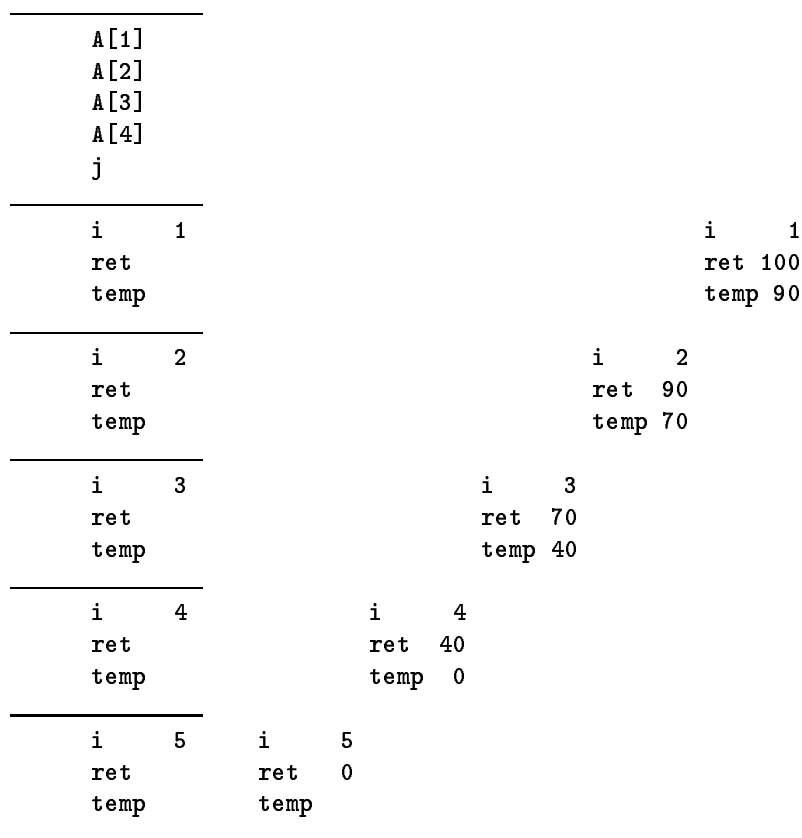 A[1]
A[2]
A[3]
A[4]
j
i 1 i 1
ret ret 100
temp temp 90
i 2 i 2
ret ret 90
temp temp 70
i 3 i 3
ret ret 70
temp temp 40
i 4 i 4
ret ret 40
temp temp 0
i 5 i 5
ret ret 0
temp temp